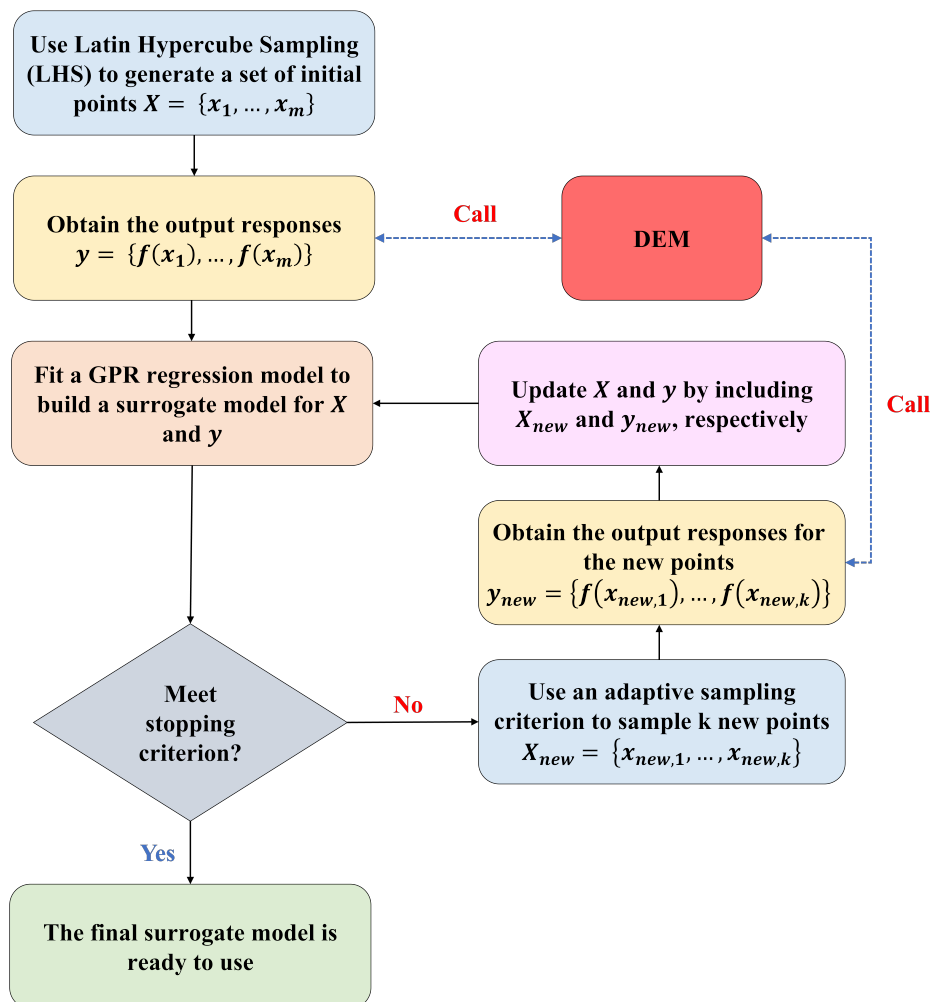 Use Latin Hypercube Sampling
(LHS) to generate a set of initial
points X = {x₁, … , xₘ}
Obtain the output responses
y = {f(x₁), … , f(xₘ)}
Call
DEM
Fit a GPR regression model to
build a surrogate model for X
and y
Update X and y by including
Xₙₑw and yₙₑw, respectively
Call
Obtain the output responses for
the new points
yₙₑw = {f(xₙₑw,₁), … , f(xₙₑw,ₖ)}
Meet
stopping
criterion?
No
Use an adaptive sampling
criterion to sample k new points
Xₙₑw = {xₙₑw,₁, … , xₙₑw,ₖ}
Yes
The final surrogate model is
ready to use